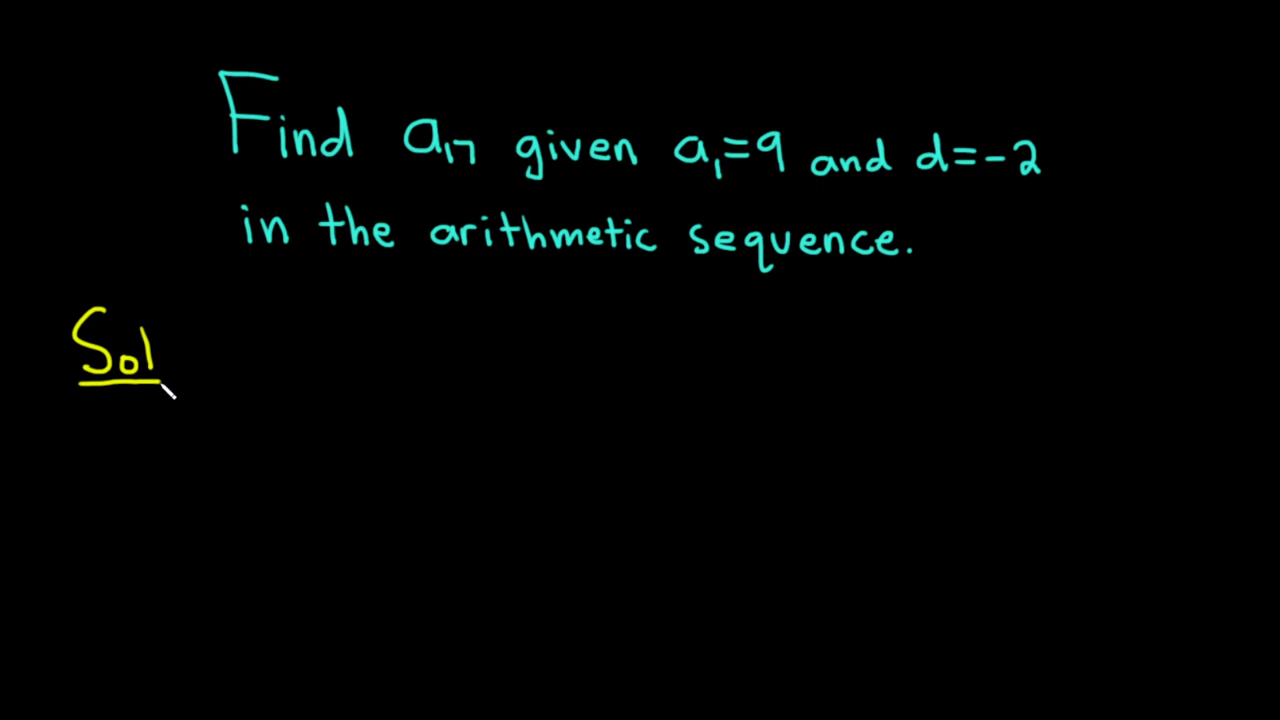 Find a₁₇ given a₁=9 and d=-2
in the arithmetic sequence.
Sol